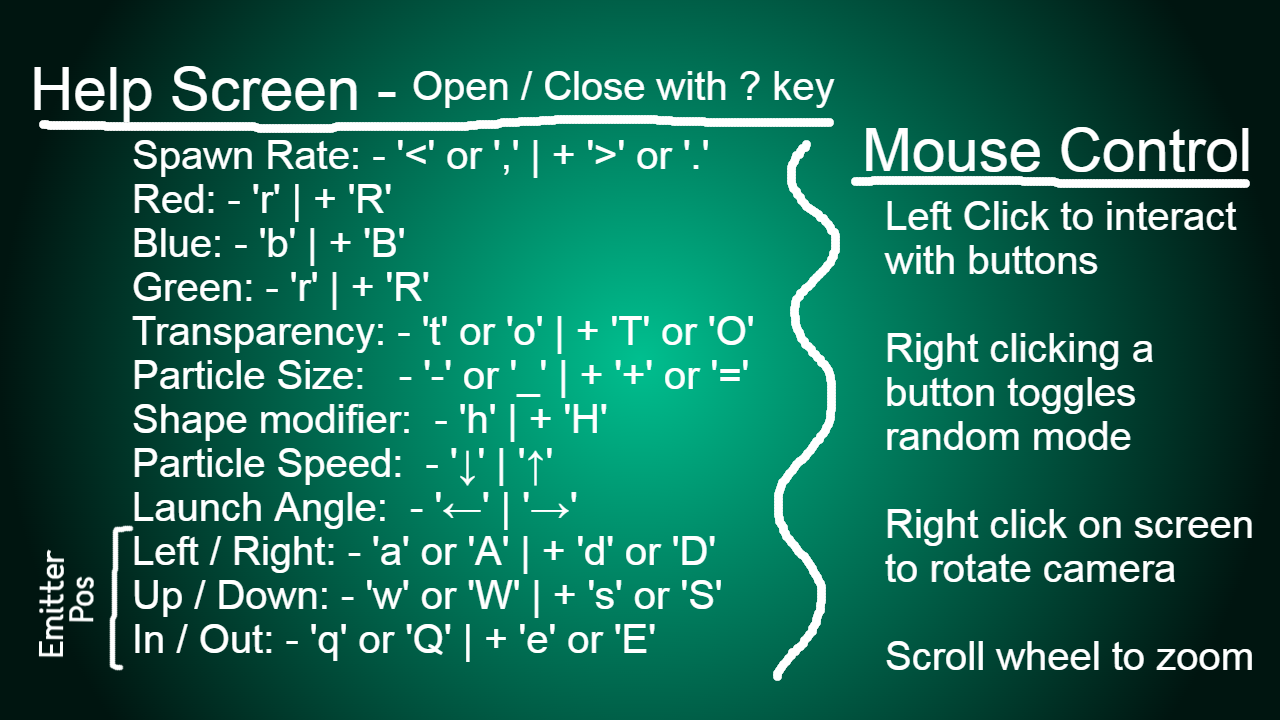 Help Screen - Open / Close with ? key
Spawn Rate: - '<' or ',' | + '>' or '.'
Red: - 'r' | + 'R'
Blue: - 'b' | + 'B'
Green: - 'r' | + 'R'
Transparency: - 't' or 'o' | + 'T' or 'O'
Particle Size: - '-' or '_' | + '+' or '='
Shape modifier: - 'h' | + 'H'
Particle Speed: - '↓' | '↑'
Launch Angle: - '←' | '→'
Emitter
Pos
Left / Right: - 'a' or 'A' | + 'd' or 'D'
Up / Down: - 'w' or 'W' | + 's' or 'S'
In / Out: - 'q' or 'Q' | + 'e' or 'E'
Mouse Control
Left Click to interact
with buttons
Right clicking a
button toggles
random mode
Right click on screen
to rotate camera
Scroll wheel to zoom